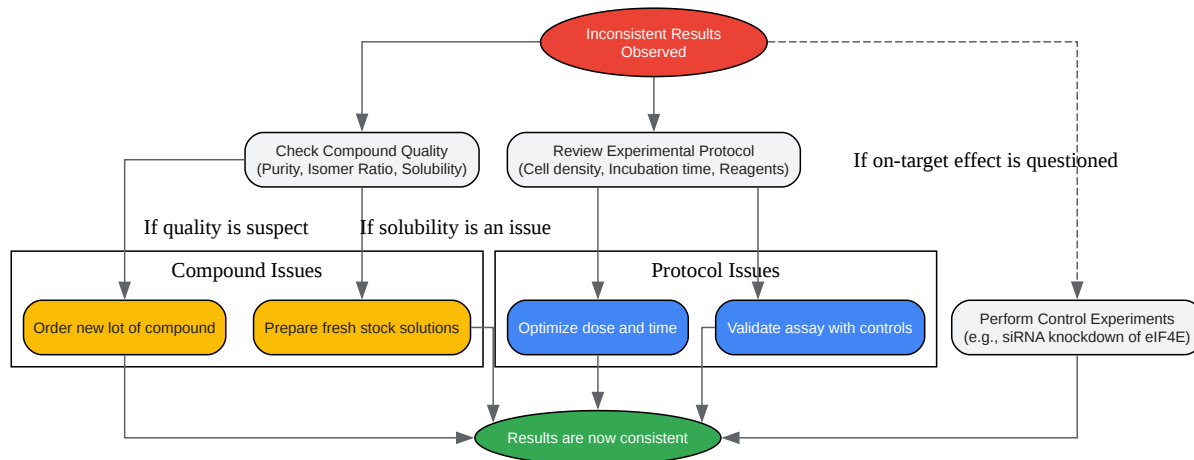 Inconsistent Results
Observed
Check Compound Quality
(Purity, Isomer Ratio, Solubility)
Review Experimental Protocol
(Cell density, Incubation time, Reagents)
If on-target effect is questioned
If quality is suspect
If solubility is an issue
Compound Issues
Protocol Issues
Order new lot of compound
Prepare fresh stock solutions
Optimize dose and time
Validate assay with controls
Perform Control Experiments
(e.g., siRNA knockdown of eIF4E)
Results are now consistent